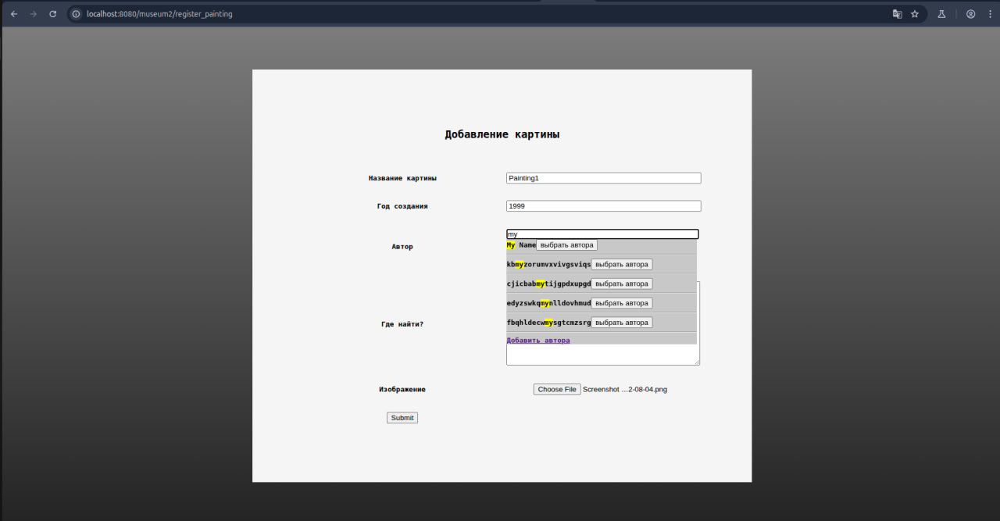 localhost:8080/museum2/register_painting
Добавление картины
Название картины
Painting1
Год создания
1999
Автор
my
My Name выбрать автора
kbmyzorumvxvivgsviqs выбрать автора
cjicbabmytijgpdxupgd выбрать автора
edyzswkqmynlldovhmud выбрать автора
fbqhldecwmysgtcmzsrg выбрать автора
Добавить автора
Где найти?
Изображение
Choose File Screenshot ...2-08-04.png
Submit